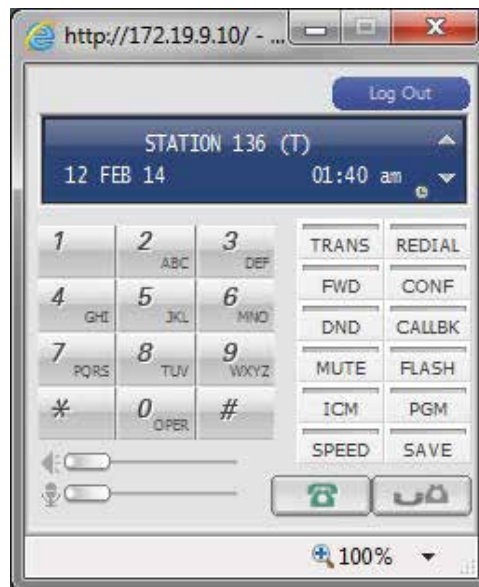 http://172.19.9.10/ - ...
Log Out
STATION 136 (T)
12 FEB 14 01:40 am
1 2 ABC 3 DEF
4 GHI 5 JKL 6 MNO
7 PQRS 8 TUV 9 WXYZ
* 0 OPER #
TRANS REDIAL
FWD CONF
DND CALLBK
MUTE FLASH
ICM PGM
SPEED SAVE
100%